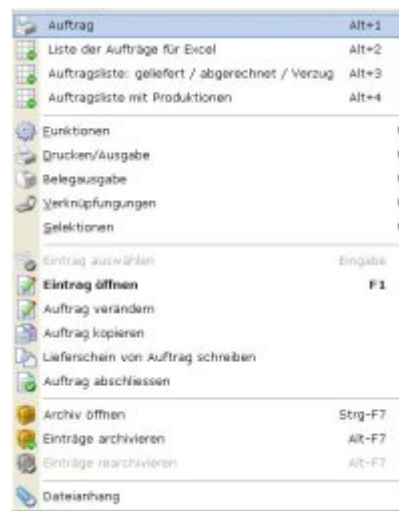 Auftrag Alt+1
Liste der Aufträge für Excel Alt+2
Auftragsliste: geliefert / abgerechnet / Verzug Alt+3
Auftragsliste mit Produktionen Alt+4
Funktionen
Drucken/Ausgabe
Belegausgabe
Verknüpfungungen
Selektionen
Eintrag auswählen Eingabe
Eintrag öffnen F1
Auftrag verändern
Auftrag kopieren
Lieferschein von Auftrag schreiben
Auftrag abschliessen
Archiv öffnen Strg-F7
Einträge archivieren Alt-F7
Einträge rearchivieren Alt-F7
Dateianhang